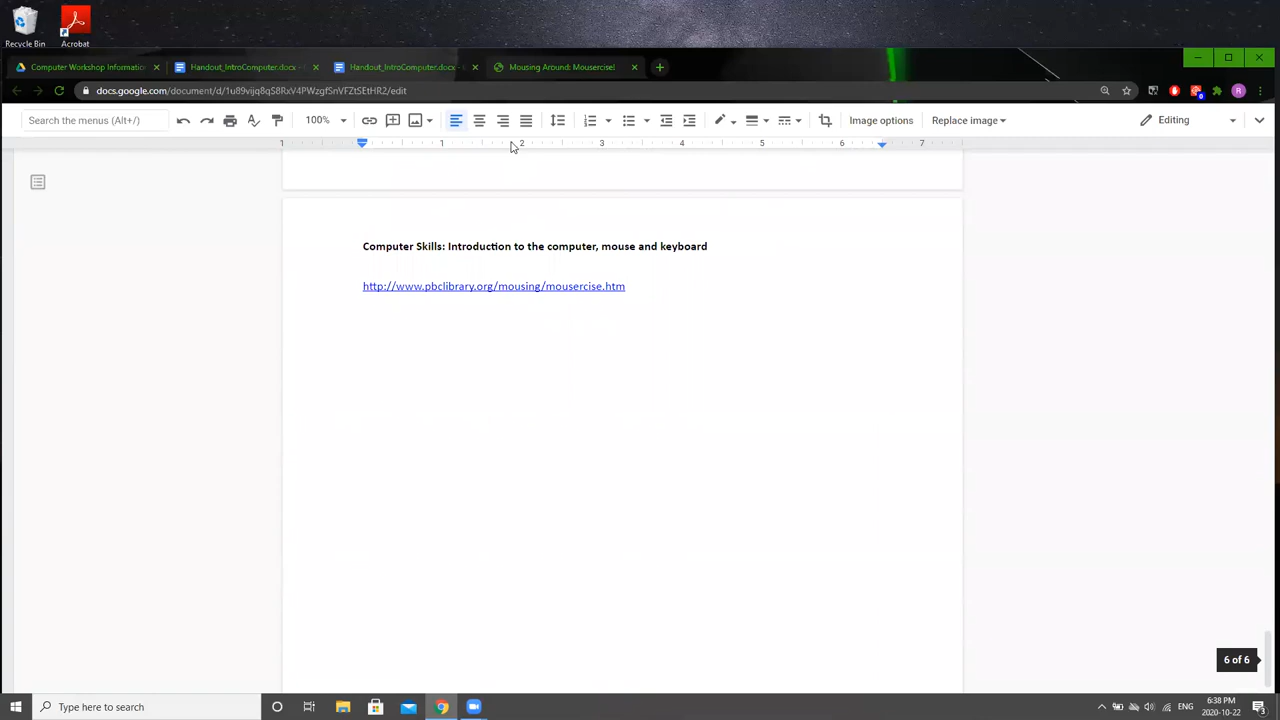 Recycle Bin
Acrobat
Computer Workshop Information
Handout_IntroComputer.docx -
Handout_IntroComputer.docx -
Mousing Around: Mousercise!
docs.google.com/document/d/1u89vijq8qS8RxV4PWzgfSnVFZtSEtHR2/edit
R
Search the menus (Alt+/)
100%
Image options
Replace image
Editing
1 1 2 3 4 5 6 7
Computer Skills: Introduction to the computer, mouse and keyboard
http://www.pbclibrary.org/mousing/mousercise.htm
6 of 6
Type here to search
ENG
6:38 PM
2020-10-22
3